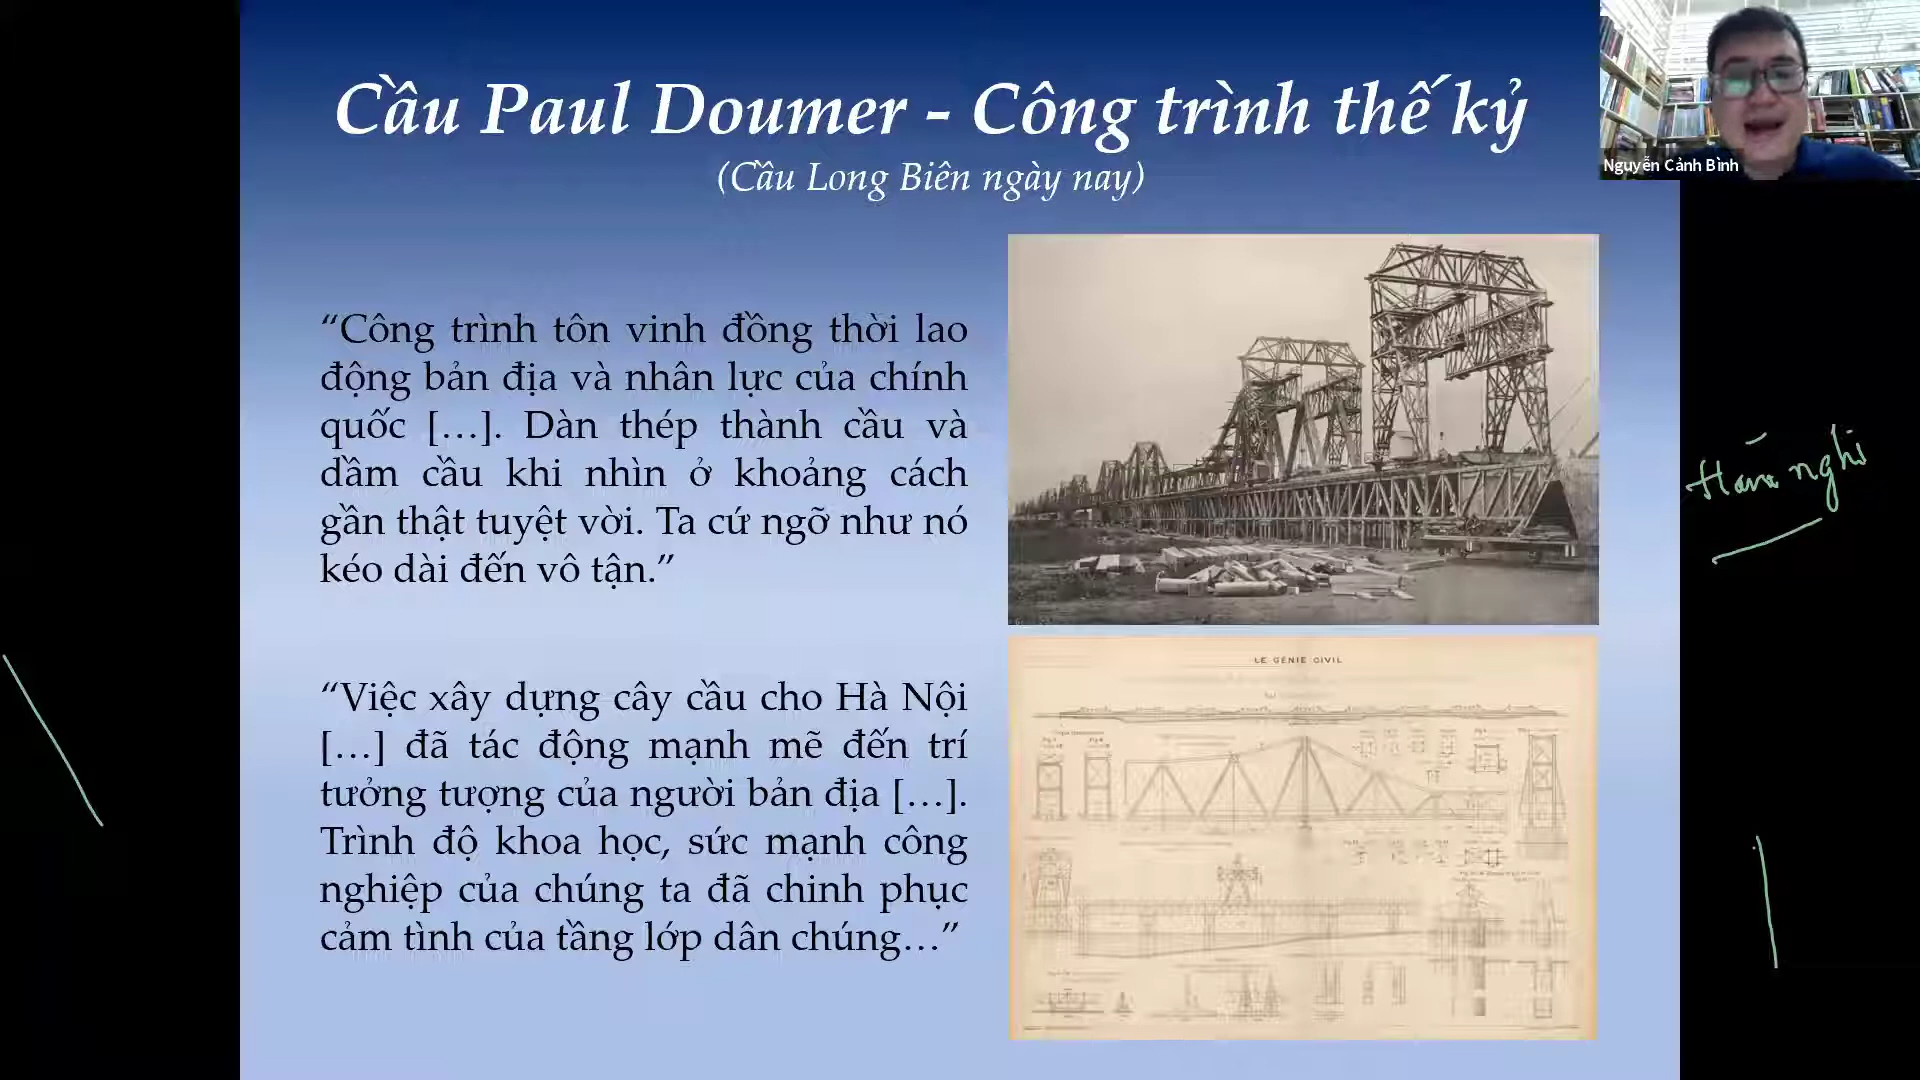 Cầu Paul Doumer - Công trình thế kỷ
(Cầu Long Biên ngày nay)
Nguyễn Cảnh Bình
“Công trình tôn vinh đồng thời lao
động bản địa và nhân lực của chính
quốc [...]. Dàn thép thành cầu và
dầm cầu khi nhìn ở khoảng cách
gần thật tuyệt vời. Ta cứ ngỡ như nó
kéo dài đến vô tận.”
“Việc xây dựng cây cầu cho Hà Nội
[...] đã tác động mạnh mẽ đến trí
tưởng tượng của người bản địa [...].
Trình độ khoa học, sức mạnh công
nghiệp của chúng ta đã chinh phục
cảm tình của tầng lớp dân chúng...”
LE GÉNIE CIVIL